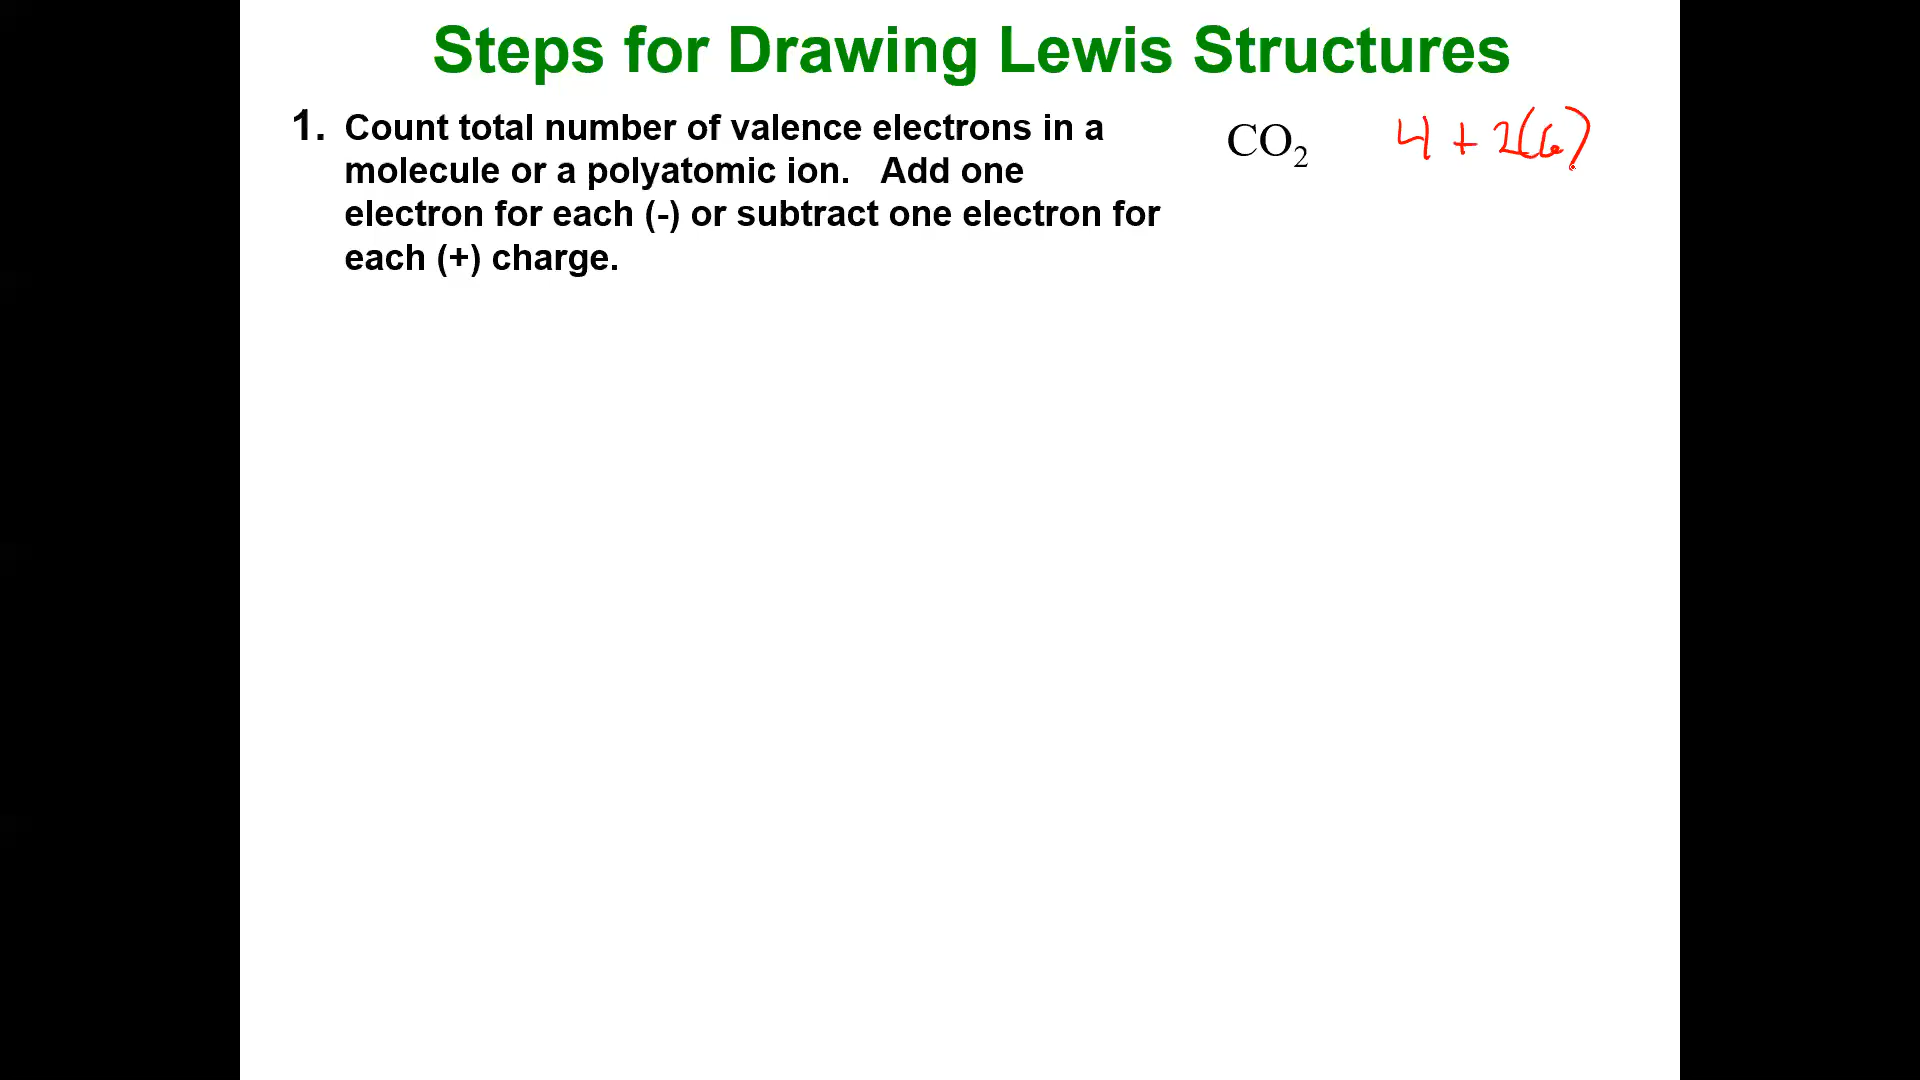 Steps for Drawing Lewis Structures
1. Count total number of valence electrons in a
molecule or a polyatomic ion. Add one
electron for each (-) or subtract one electron for
each (+) charge.
CO₂ 4 + 2(6)